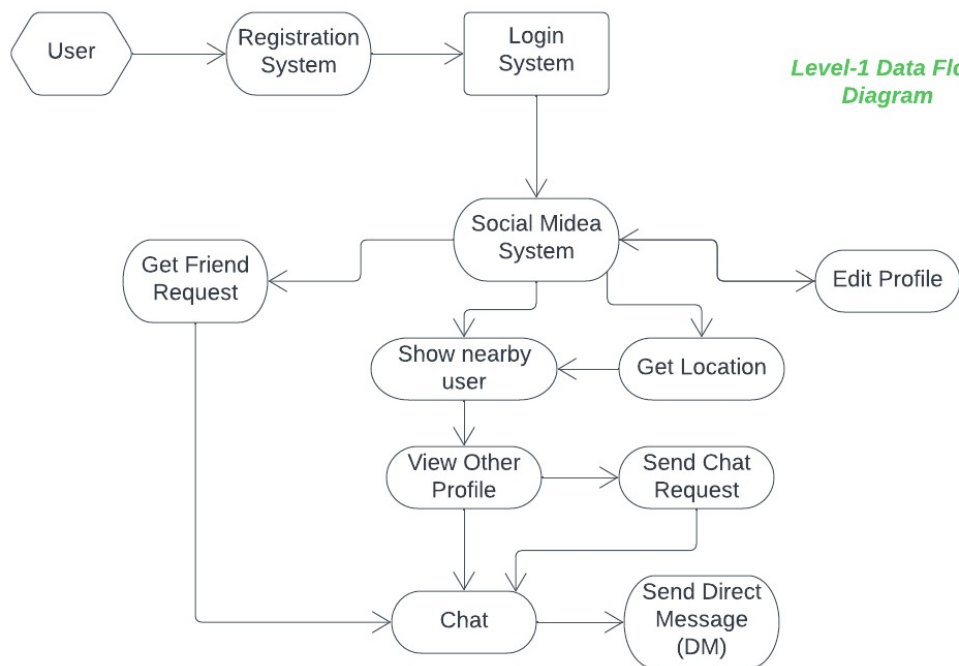 User
Registration
System
Login
System
Level-1 Data Flo
Diagram
Social Midea
System
Get Friend
Request
Edit Profile
Show nearby
user
Get Location
View Other
Profile
Send Chat
Request
Chat
Send Direct
Message
(DM)